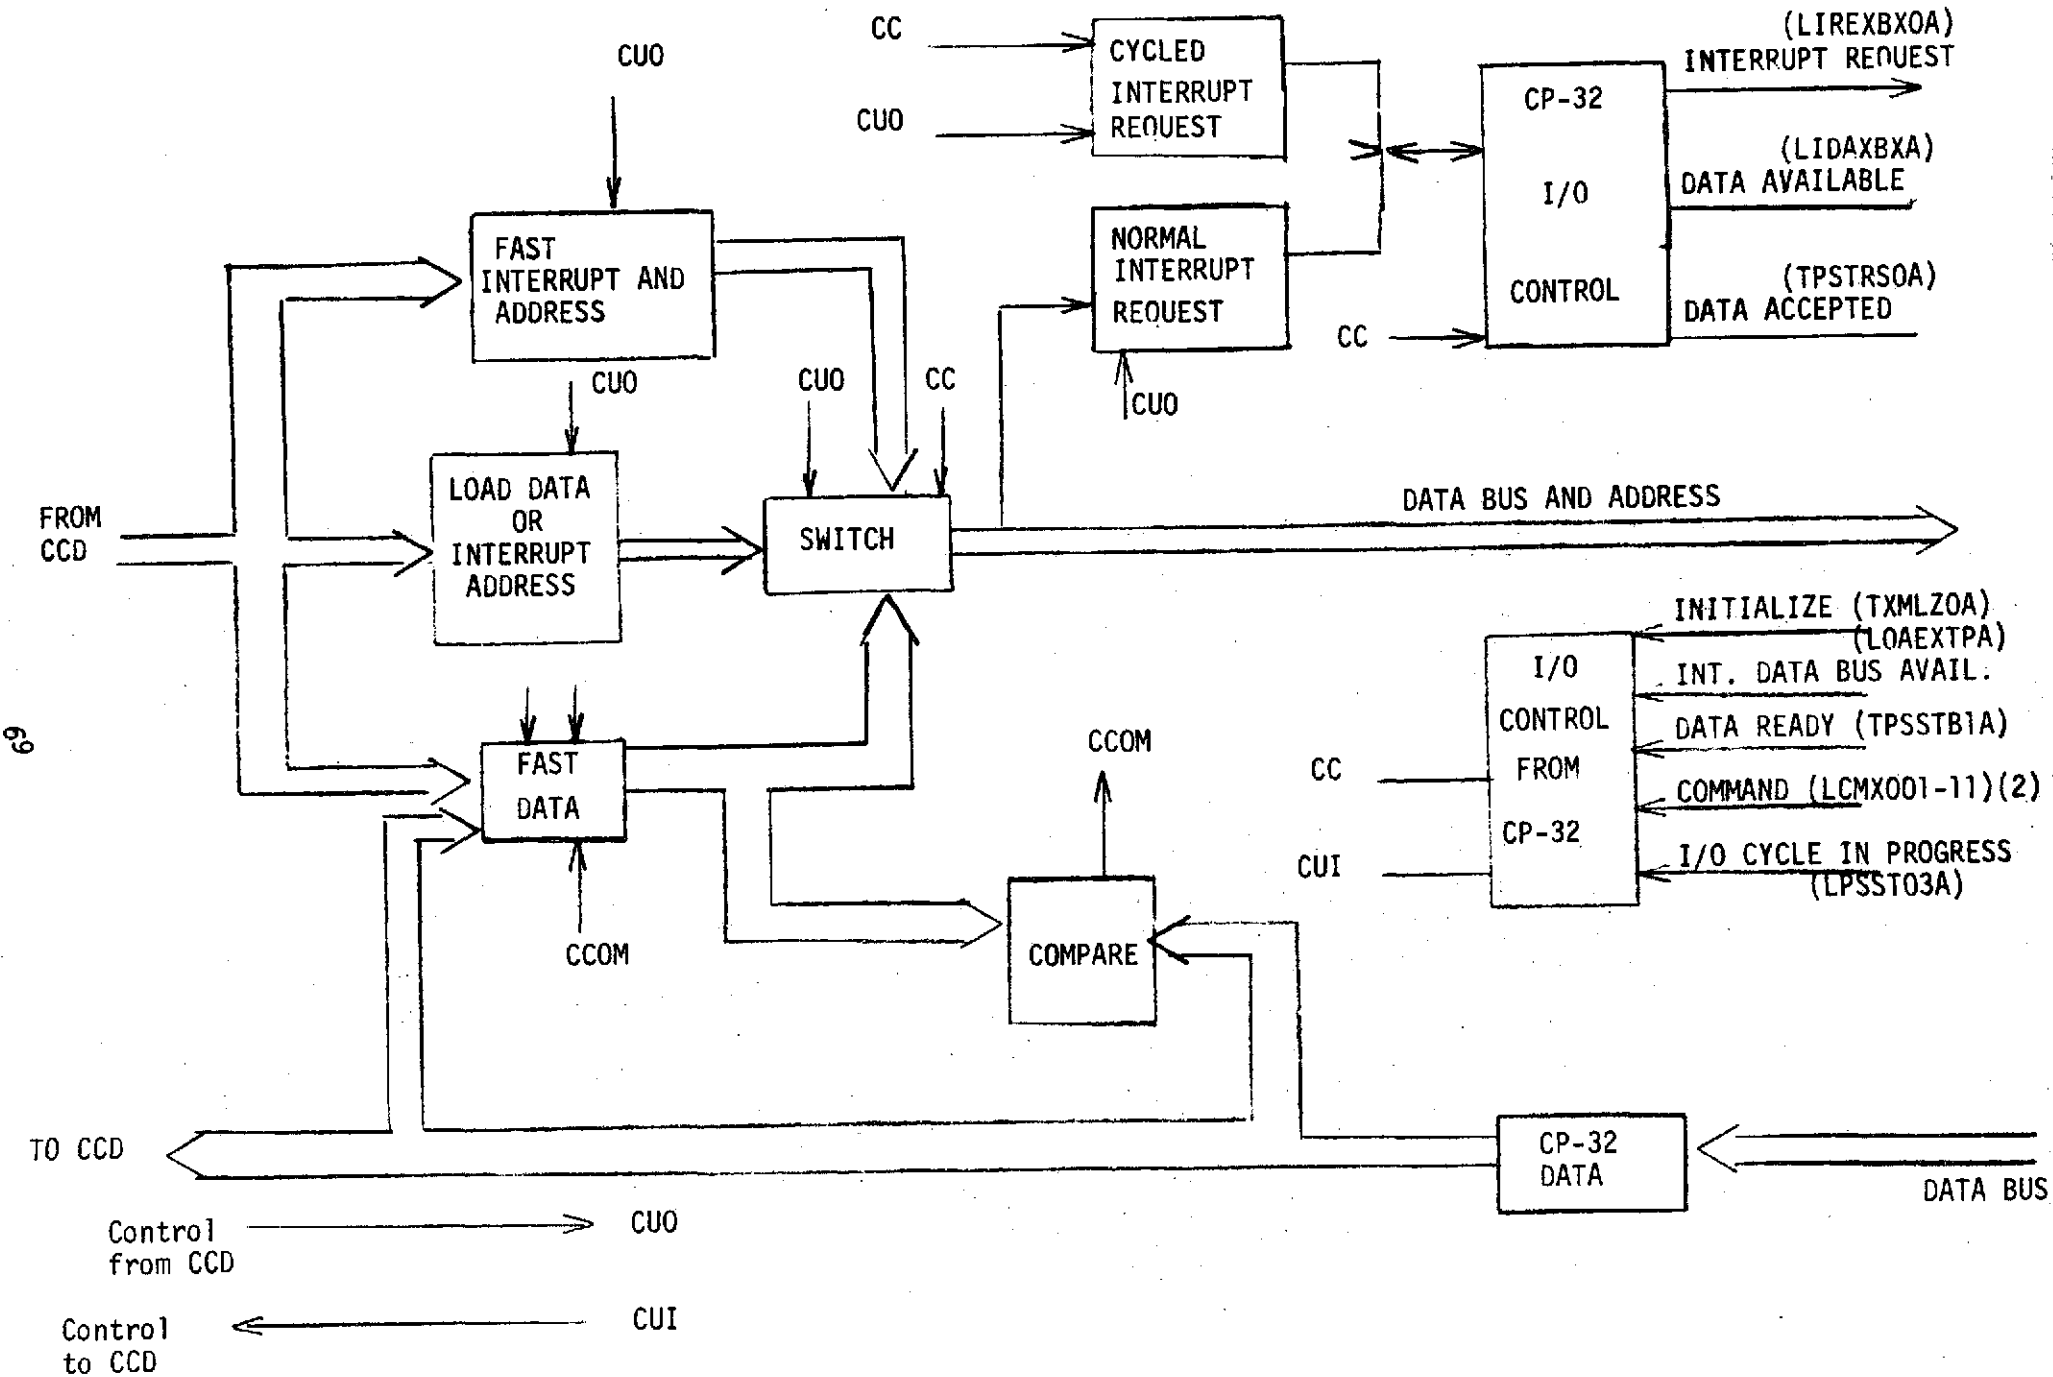 CUO
CC
CUO
CYCLED
INTERRUPT
REQUEST
CP-32
I/O
CONTROL
(LIREXBXOA)
INTERRUPT REQUEST
(LIDAXBXA)
DATA AVAILABLE
(TPSTRSOA)
DATA ACCEPTED
FAST
INTERRUPT AND
ADDRESS
NORMAL
INTERRUPT
REQUEST
CC
CUO
CUO
CUO
CC
FROM
CCD
LOAD DATA
OR
INTERRUPT
ADDRESS
SWITCH
DATA BUS AND ADDRESS
INITIALIZE (TXMLZOA)
(LOAEXTPA)
INT. DATA BUS AVAIL.
DATA READY (TPSSTB1A)
COMMAND (LCMX001-11)(2)
I/O CYCLE IN PROGRESS
(LPSST03A)
I/O
CONTROL
FROM
CP-32
CC
CUI
69
FAST
DATA
CCOM
CCOM
COMPARE
TO CCD
CP-32
DATA
DATA BUS
Control
from CCD
CUO
Control
to CCD
CUI